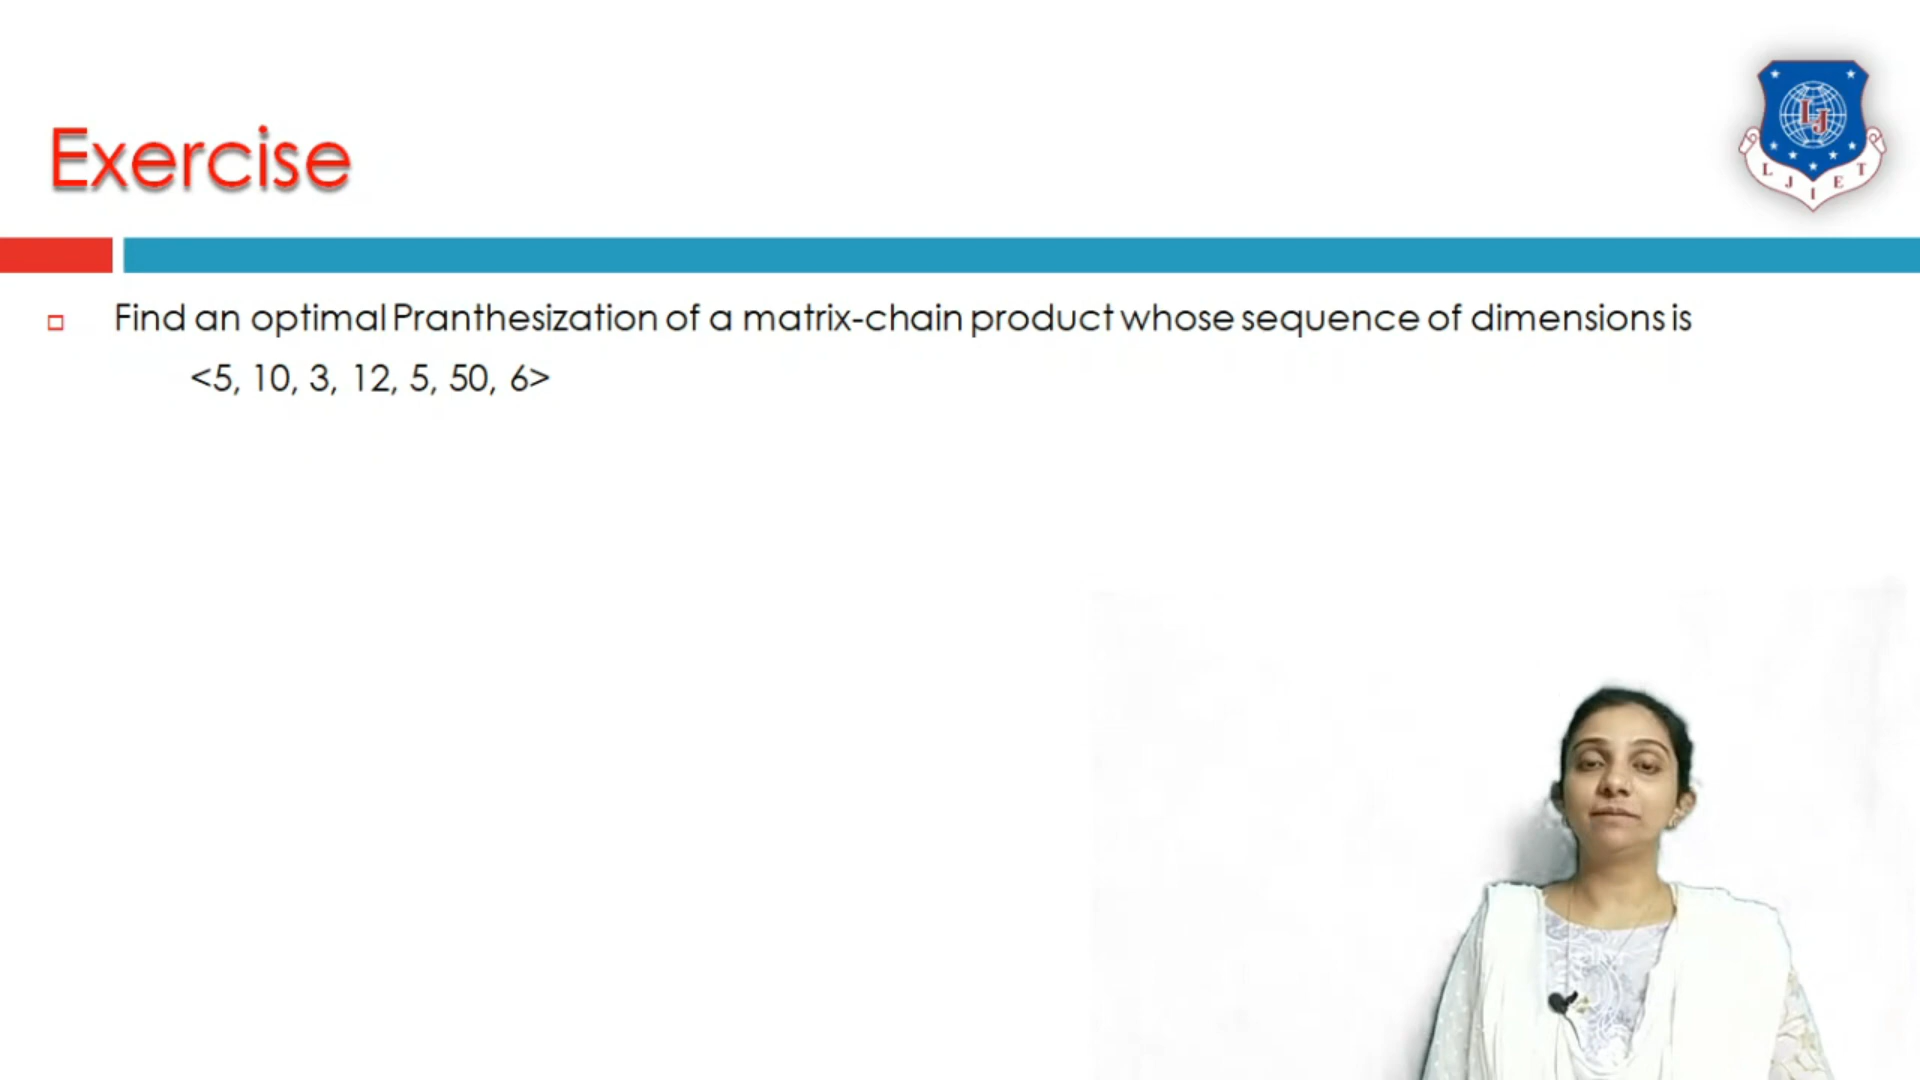 Exercise
L J I E T
Find an optimal Pranthesization of a matrix-chain product whose sequence of dimensions is
<5, 10, 3, 12, 5, 50, 6>